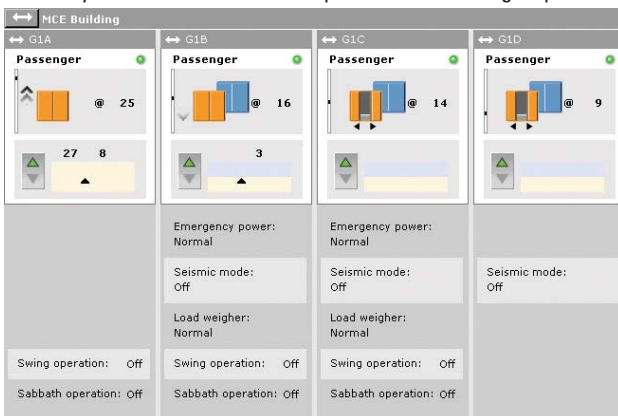 MCE Building
G1A
Passenger
@ 25
27 8
Swing operation: Off
Sabbath operation: Off
G1B
Passenger
@ 16
3
Emergency power:
Normal
Seismic mode:
Off
Load weigher:
Normal
Swing operation: Off
Sabbath operation: Off
G1C
Passenger
@ 14
Emergency power:
Normal
Seismic mode:
Off
Load weigher:
Normal
Swing operation: Off
Sabbath operation: Off
G1D
Passenger
@ 9
Seismic mode:
Off